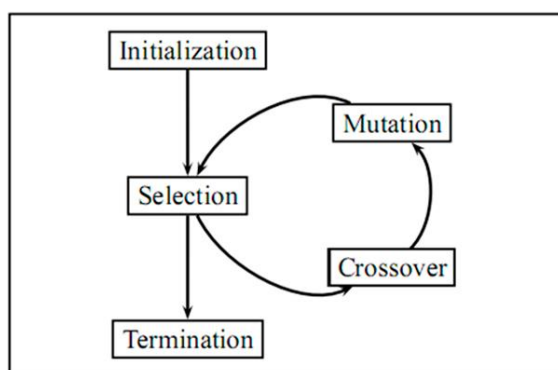 Initialization
Mutation
Selection
Crossover
Termination